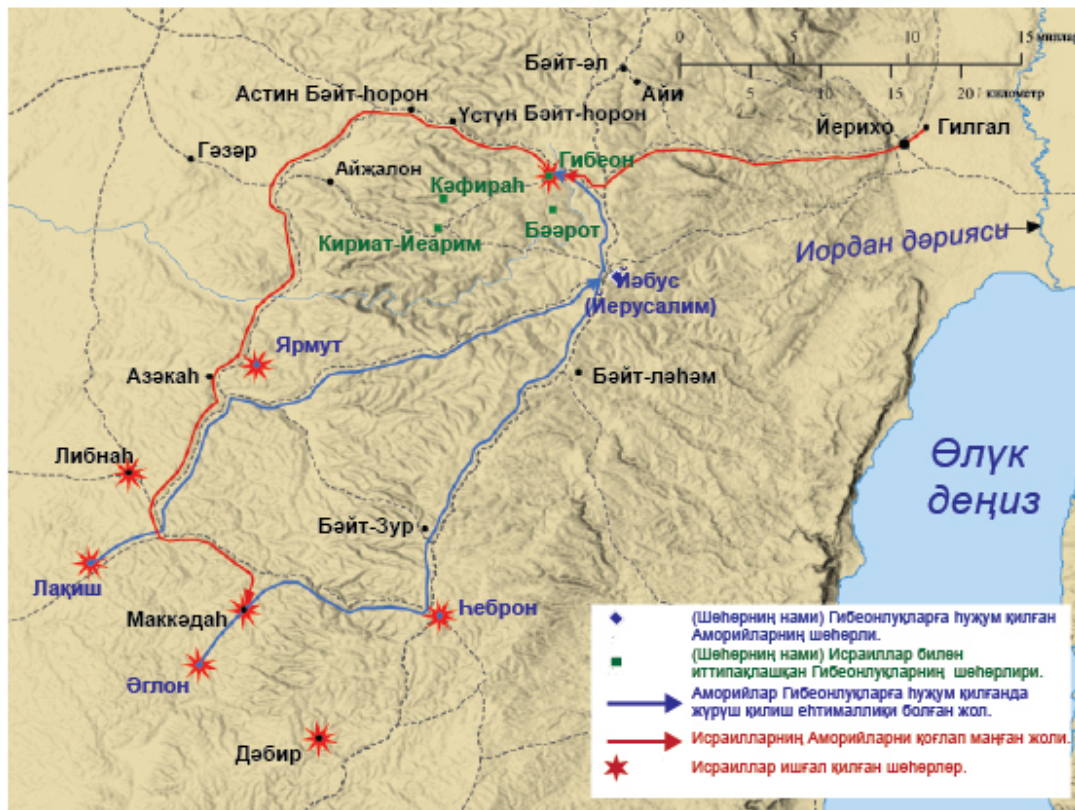 0 5 10 15 миллар
Бәйт-әл
Айи
0 5 10 15 20 километр
Астин Бәйт-һорон
Үстүн Бәйт-һорон
Йерихо
Гилгал
Гәзәр
Гибеон
Айҗалон
Кәфираһ
Бәәрот
Кириат-Йеарим
Иордан дәрияси
Йәбус
(Йерусалим)
Ярмут
Азәкаһ
Бәйт-ләһәм
Либнаһ
Өлүк
деңиз
Бәйт-Зур
Лақиш
Маккәдаһ
Һеброн
Әглон
Дәбир
(Шәһәрниң нами) Гибеонлуқларға һуҗум қилған
Аморийларниң шәһәрли.
(Шәһәрниң нами) Исраиллар билән
иттипақлашқан Гибеонлуқларниң шәһәрлири.
Аморийлар Гибеонлуқларға һуҗум қилғанда
жүрүш қилиш еһтималлиқи болған жол.
Исраилларниң Аморийларни қоғлап маңған жоли.
Исраиллар ишғал қилған шәһәрләр.